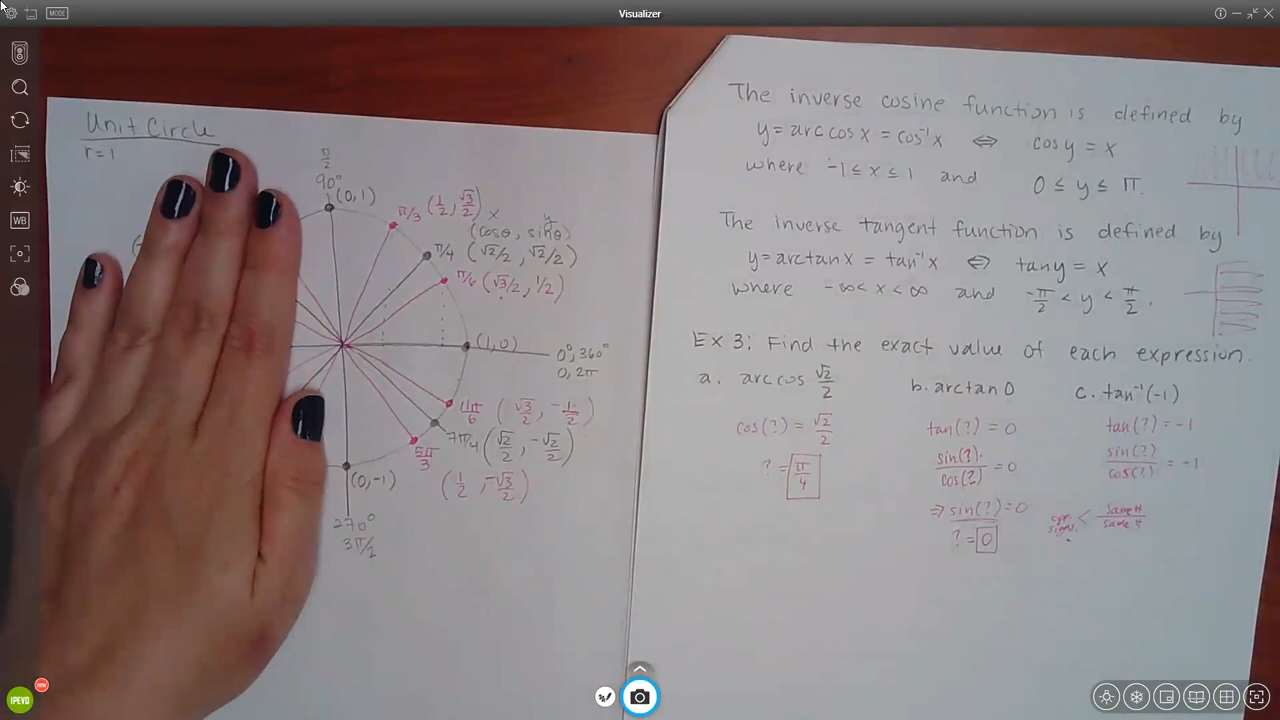 MODE
Visualizer
Unit Circle
r=1
π/2
90°
(0,1)
π/3 (1/2, √3/2)
x y
(cosθ, sinθ)
π/4 (√2/2, √2/2)
π/6 (√3/2, 1/2)
(1,0)
0°, 360°
0, 2π
11π/6 (√3/2, -1/2)
7π/4 (√2/2, -√2/2)
5π/3 (1/2, -√3/2)
(0,-1)
270°
3π/2
The inverse cosine function is defined by
y = arccos x = cos⁻¹x ⇔ cos y = x
where -1 ≤ x ≤ 1 and 0 ≤ y ≤ π.
The inverse tangent function is defined by
y = arctan x = tan⁻¹x ⇔ tan y = x
where -∞ < x < ∞ and -π/2 < y < π/2.
Ex 3: Find the exact value of each expression.
a. arccos √2/2
cos(?) = √2/2
? = π/4
b. arctan 0
tan(?) = 0
sin(?)/cos(?) = 0
⇒ sin(?) = 0
? = 0
c. tan⁻¹(-1)
tan(?) = -1
sin(?)/cos(?) = -1
opp. signs < same #/same #
IPEVO
new